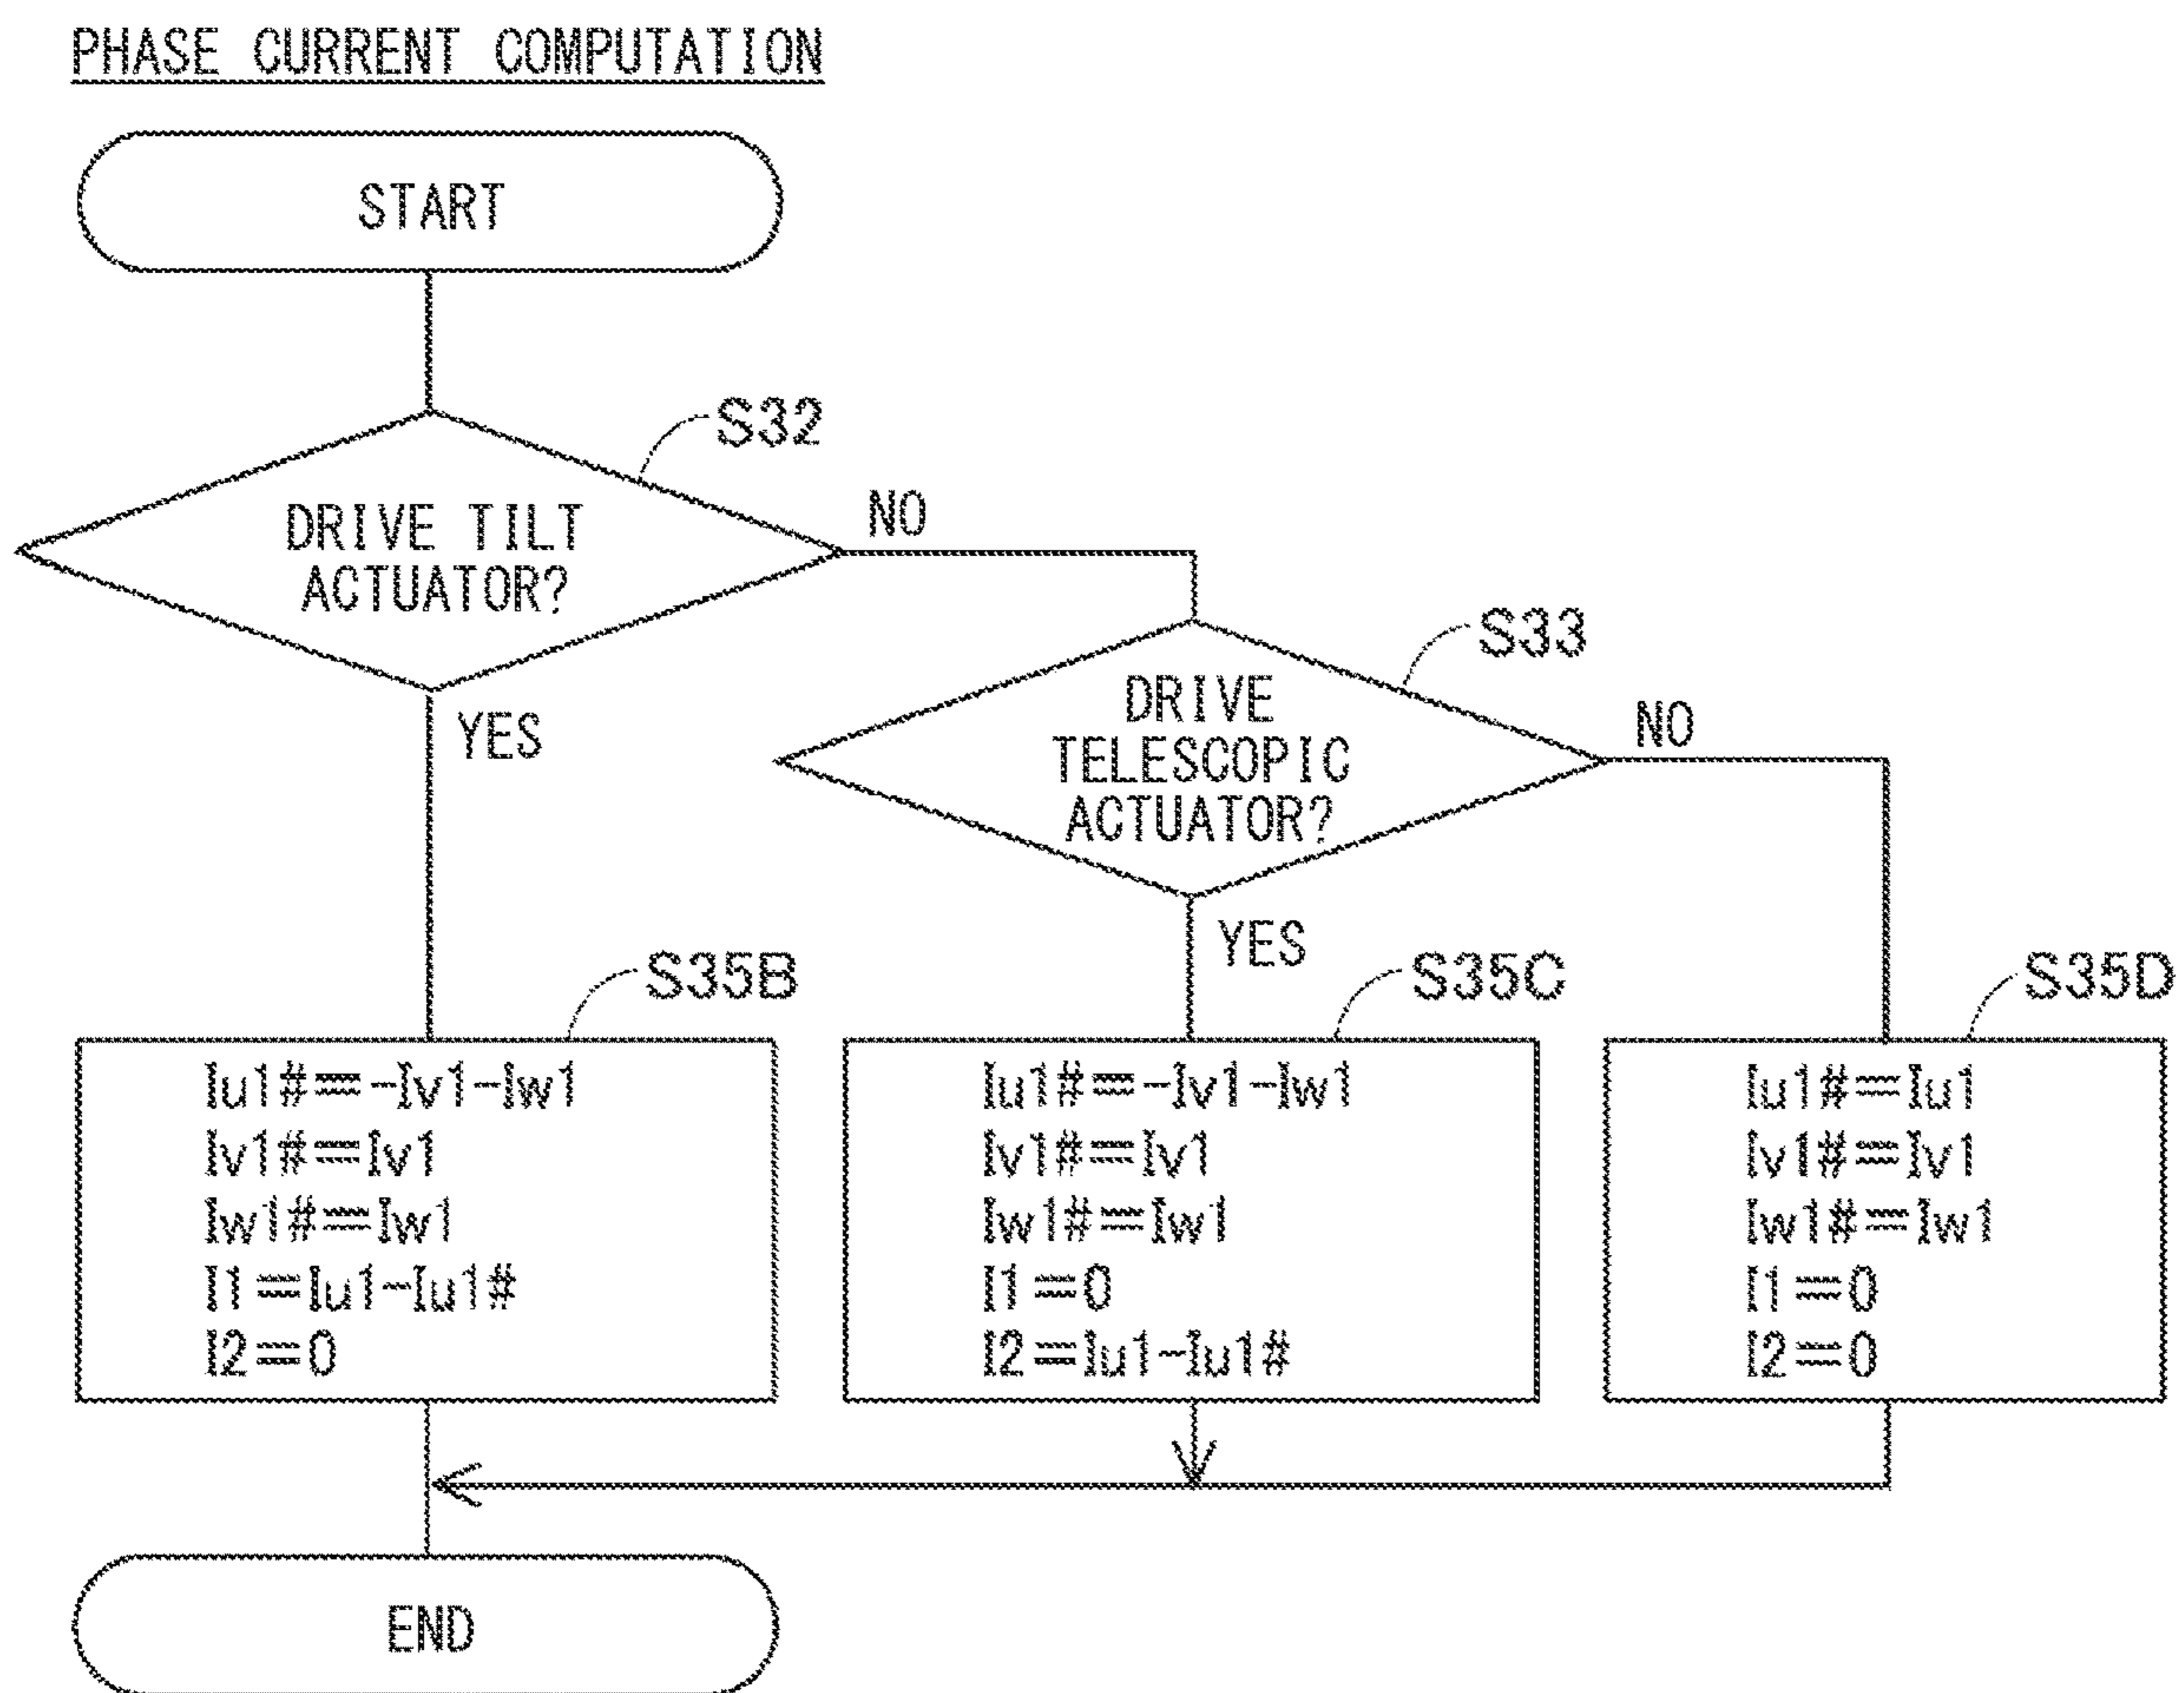 PHASE CURRENT COMPUTATION
START
S32
DRIVE TILT
ACTUATOR?
NO
YES
S33
DRIVE
TELESCOPIC
ACTUATOR?
NO
YES
S35B
Iu1#=-Iv1-Iw1
Iv1#=Iv1
Iw1#=Iw1
I1=Iu1-Iu1#
I2=0
S35C
Iu1#=-Iv1-Iw1
Iv1#=Iv1
Iw1#=Iw1
I1=0
I2=Iu1-Iu1#
S35D
Iu1#=Iu1
Iv1#=Iv1
Iw1#=Iw1
I1=0
I2=0
END